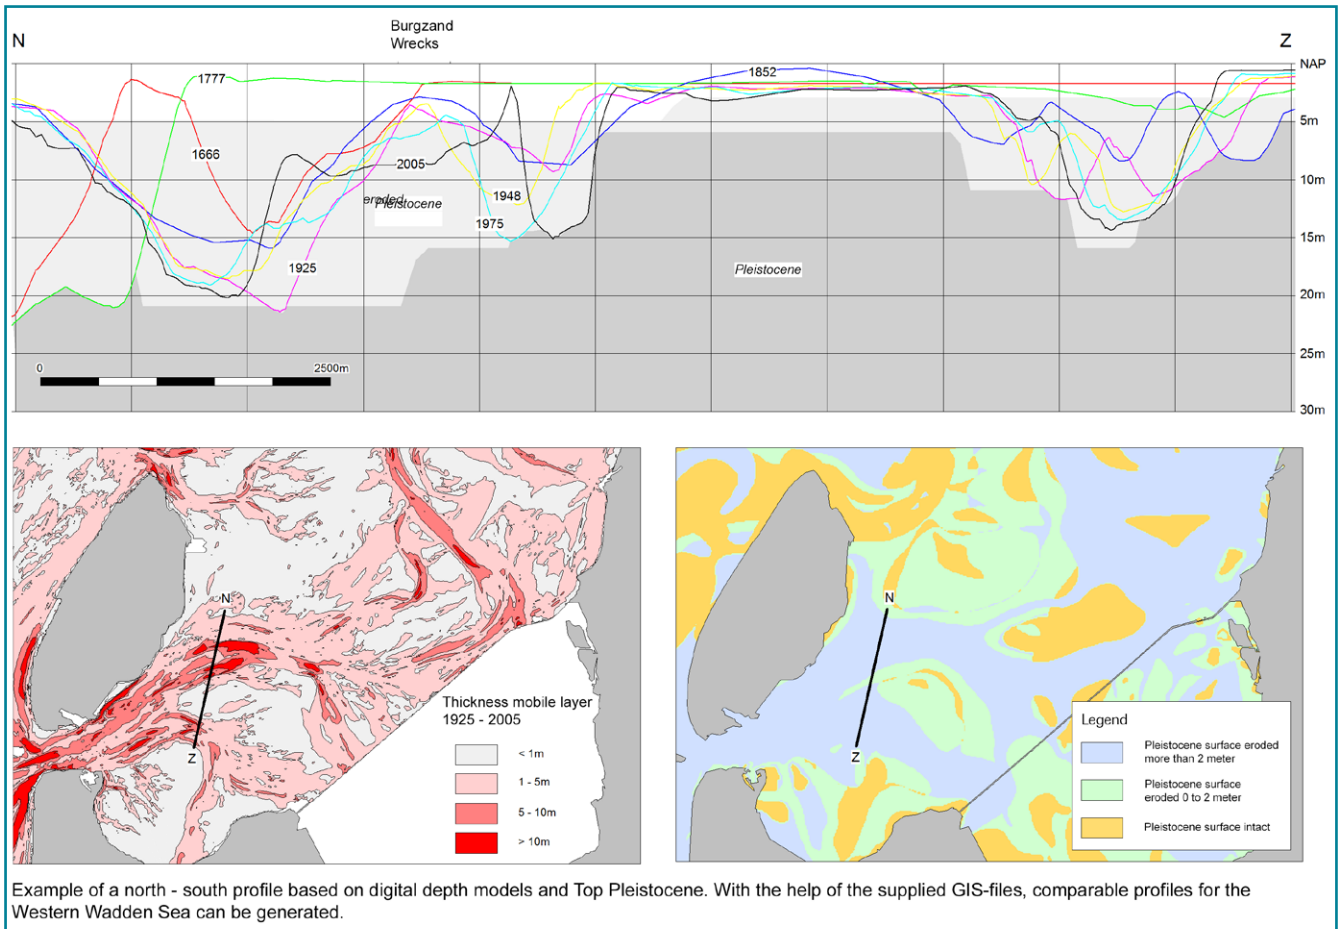 Burgzand
Wrecks
N
Z
NAP
1777
1852
5m
1666
2005
10m
1948
eroded
Pleistocene
1975
15m
1925
Pleistocene
20m
25m
0
2500m
30m
N
Z
Thickness mobile layer
1925 - 2005
< 1m
1 - 5m
5 - 10m
> 10m
N
Z
Legend
Pleistocene surface eroded
more than 2 meter
Pleistocene surface
eroded 0 to 2 meter
Pleistocene surface intact
Example of a north - south profile based on digital depth models and Top Pleistocene. With the help of the supplied GIS-files, comparable profiles for the
Western Wadden Sea can be generated.